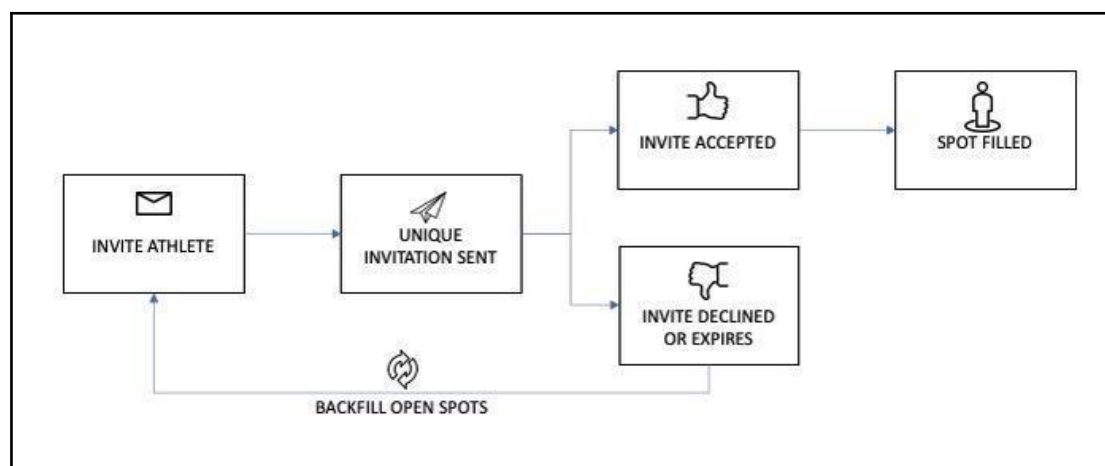 INVITE ATHLETE
UNIQUE
INVITATION SENT
INVITE ACCEPTED
SPOT FILLED
INVITE DECLINED
OR EXPIRES
BACKFILL OPEN SPOTS